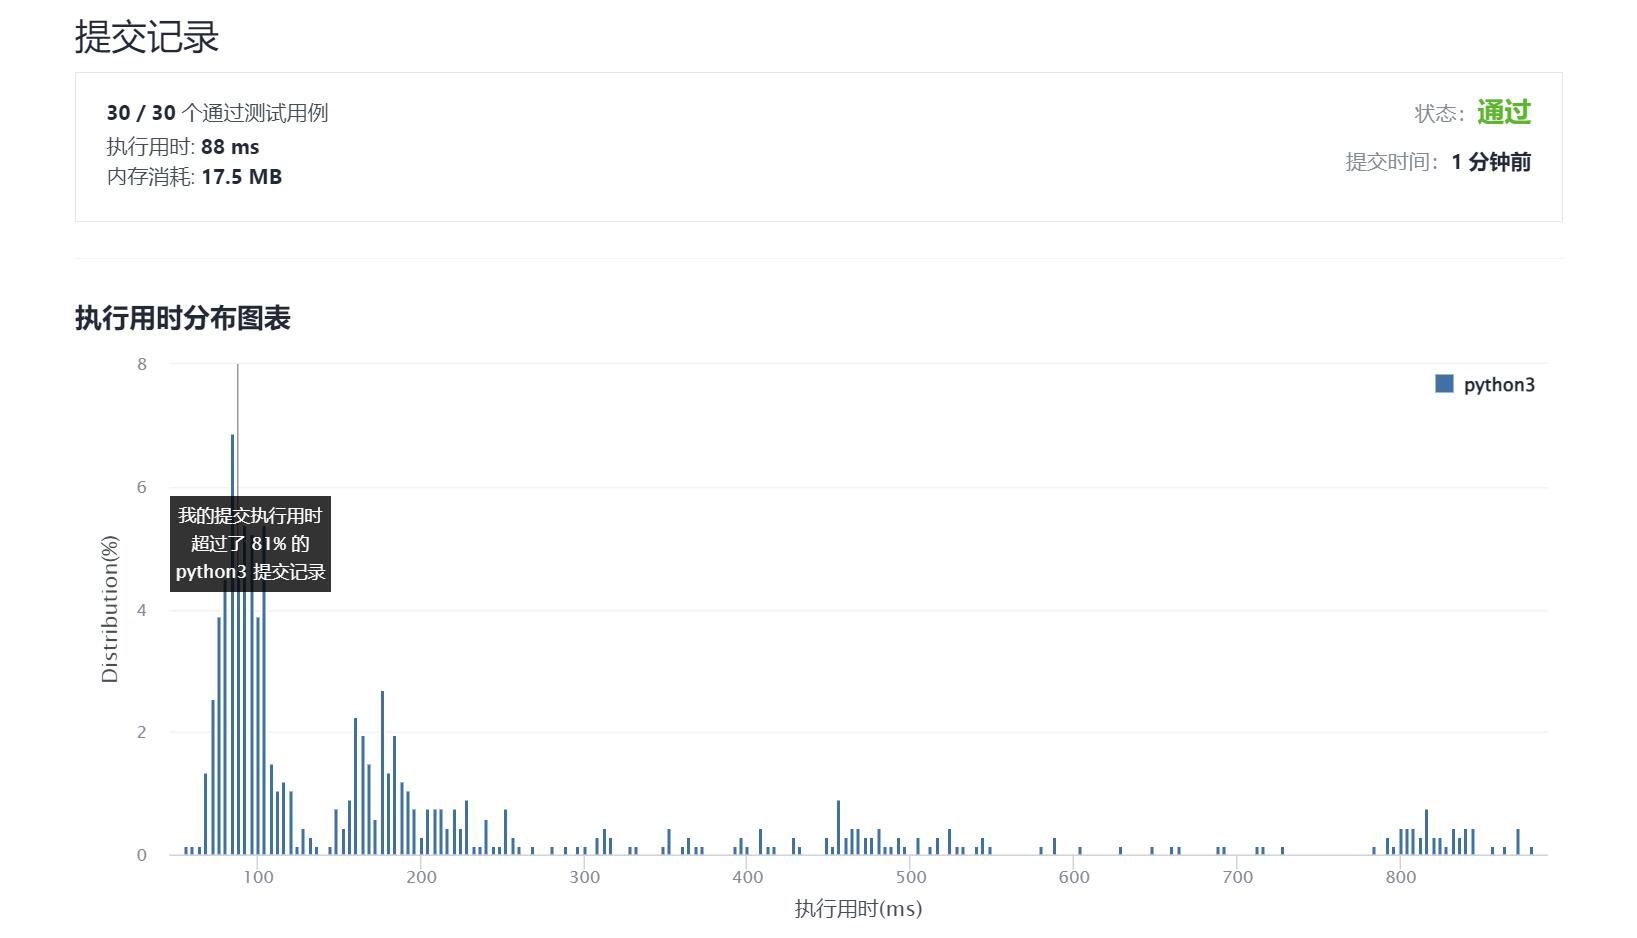 提交记录
30 / 30 个通过测试用例
状态：通过
执行用时: 88 ms
提交时间：1 分钟前
内存消耗: 17.5 MB
执行用时分布图表
8
python3
6
我的提交执行用时
超过了 81% 的
python3 提交记录
Distribution(%)
4
2
0
100 200 300 400 500 600 700 800
执行用时(ms)